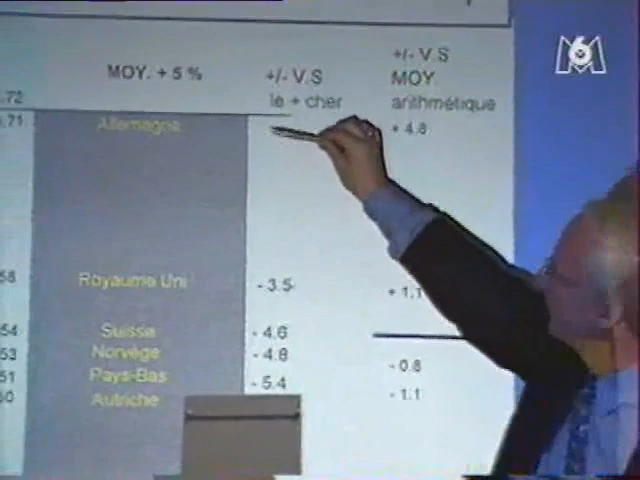 M6
+/- V.S
MOY. + 5 % +/- V.S MOY
.72 le + cher arithmétique
.71 Allemagne + 4.8
58 Royaume Uni - 3.5 + 1.1
54 Suisse - 4.6
53 Norvège - 4.8 - 0.8
51 Pays-Bas - 5.4
50 Autriche - 1.1